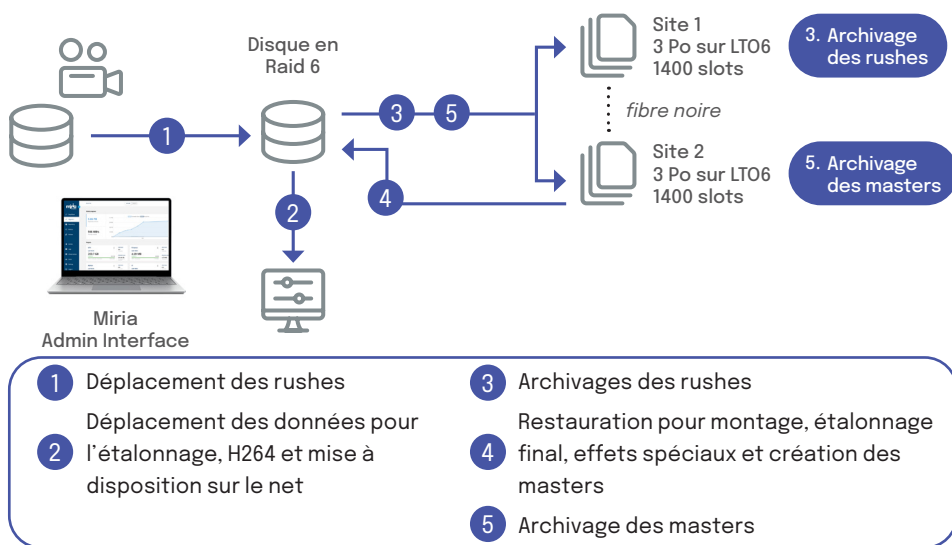 Disque en
Raid 6
Site 1
3 Po sur LTO6
1400 slots
3. Archivage
des rushes
fibre noire
Site 2
3 Po sur LTO6
1400 slots
5. Archivage
des masters
1
3
5
4
2
Miria
Admin Interface
1 Déplacement des rushes
2 Déplacement des données pour
l'étalonnage, H264 et mise à
disposition sur le net
3 Archivages des rushes
4 Restauration pour montage, étalonnage
final, effets spéciaux et création des
masters
5 Archivage des masters